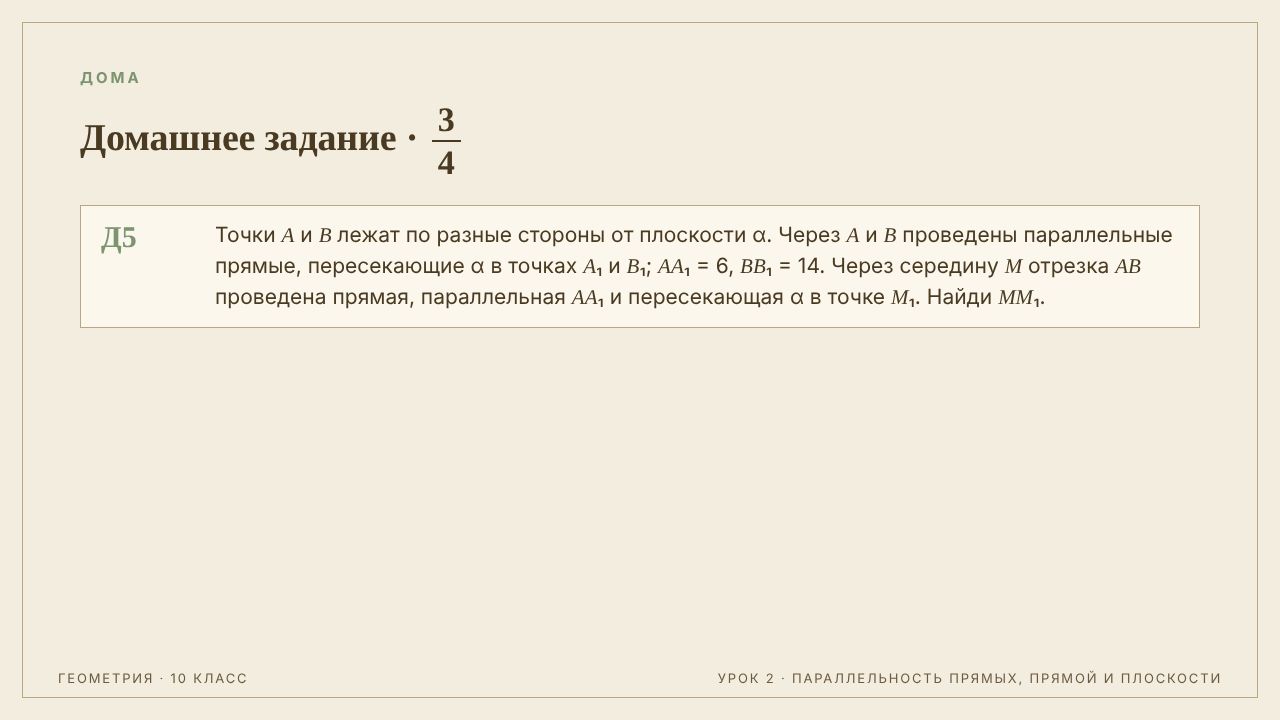 ДОМА
Домашнее задание · 3/4
Д5
Точки A и B лежат по разные стороны от плоскости α. Через A и B проведены параллельные
прямые, пересекающие α в точках A₁ и B₁; AA₁ = 6, BB₁ = 14. Через середину M отрезка AB
проведена прямая, параллельная AA₁ и пересекающая α в точке M₁. Найди MM₁.
ГЕОМЕТРИЯ · 10 КЛАСС
УРОК 2 · ПАРАЛЛЕЛЬНОСТЬ ПРЯМЫХ, ПРЯМОЙ И ПЛОСКОСТИ